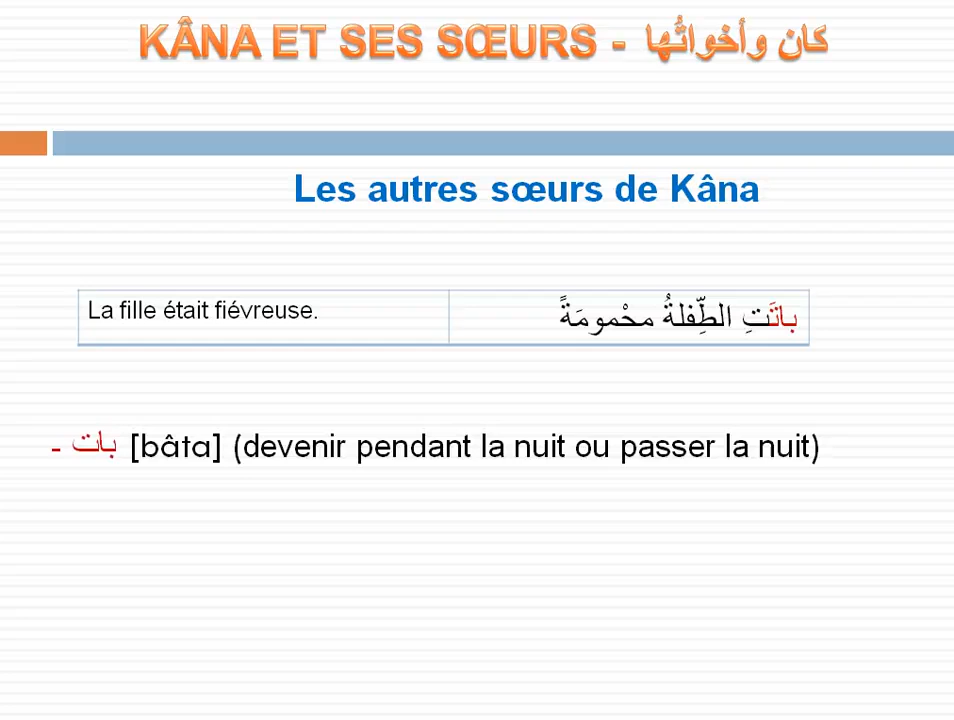 KÂNA ET SES SŒURS - كان وأخواتُها
Les autres sœurs de Kâna
La fille était fiévreuse.
باتَتِ الطِّفلةُ محْمومَةً
- بات [bâta] (devenir pendant la nuit ou passer la nuit)